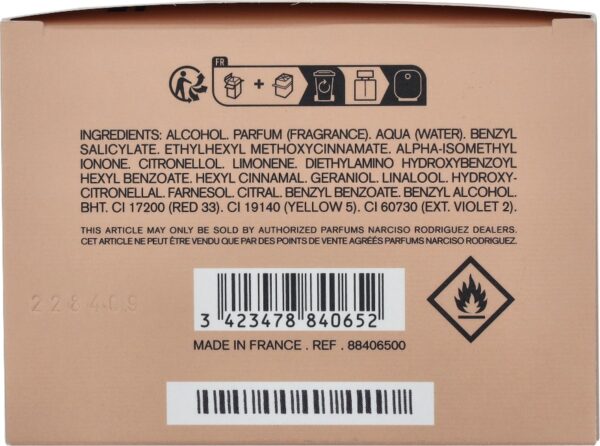 FR
+
INGREDIENTS: ALCOHOL. PARFUM (FRAGRANCE). AQUA (WATER). BENZYL
SALICYLATE. ETHYLHEXYL METHOXYCINNAMATE. ALPHA-ISOMETHYL
IONONE. CITRONELLOL. LIMONENE. DIETHYLAMINO HYDROXYBENZOYL
HEXYL BENZOATE. HEXYL CINNAMAL. GERANIOL. LINALOOL. HYDROXY-
CITRONELLAL. FARNESOL. CITRAL. BENZYL BENZOATE. BENZYL ALCOHOL.
BHT. CI 17200 (RED 33). CI 19140 (YELLOW 5). CI 60730 (EXT. VIOLET 2).
THIS ARTICLE MAY ONLY BE SOLD BY AUTHORIZED PARFUMS NARCISO RODRIGUEZ DEALERS.
CET ARTICLE NE PEUT ÊTRE VENDU QUE PAR DES POINTS DE VENTE AGRÉÉS PARFUMS NARCISO RODRIGUEZ.
228409
3 423478 840652
MADE IN FRANCE . REF . 88406500